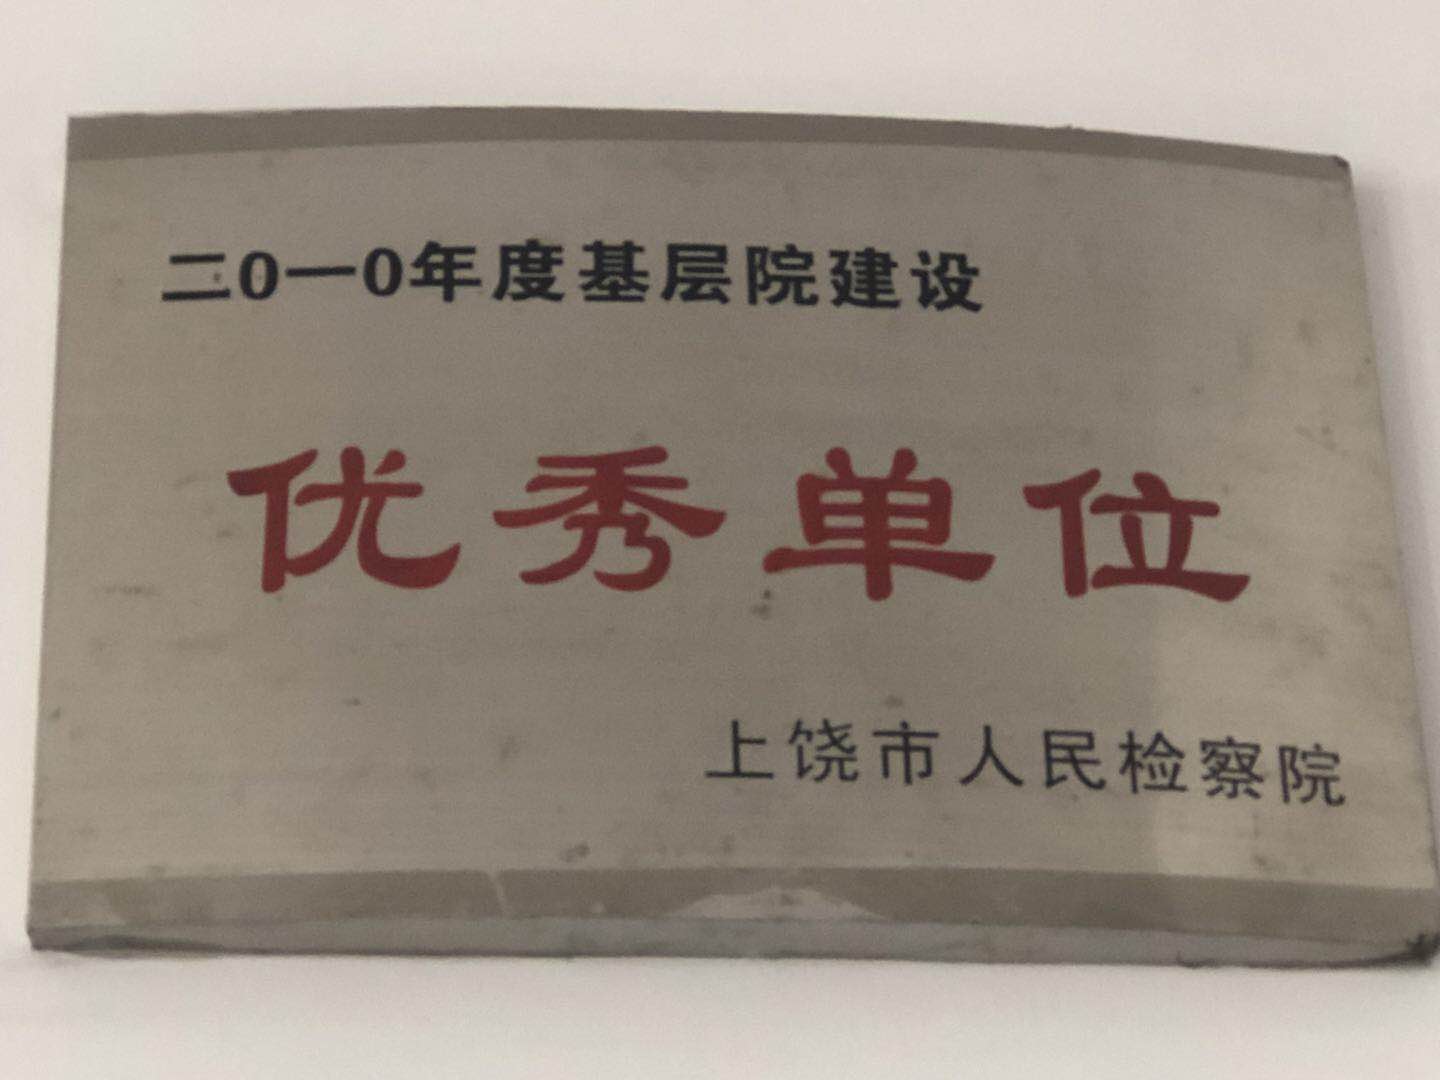 二0一0年度基层院建设
优秀单位
上饶市人民检察院